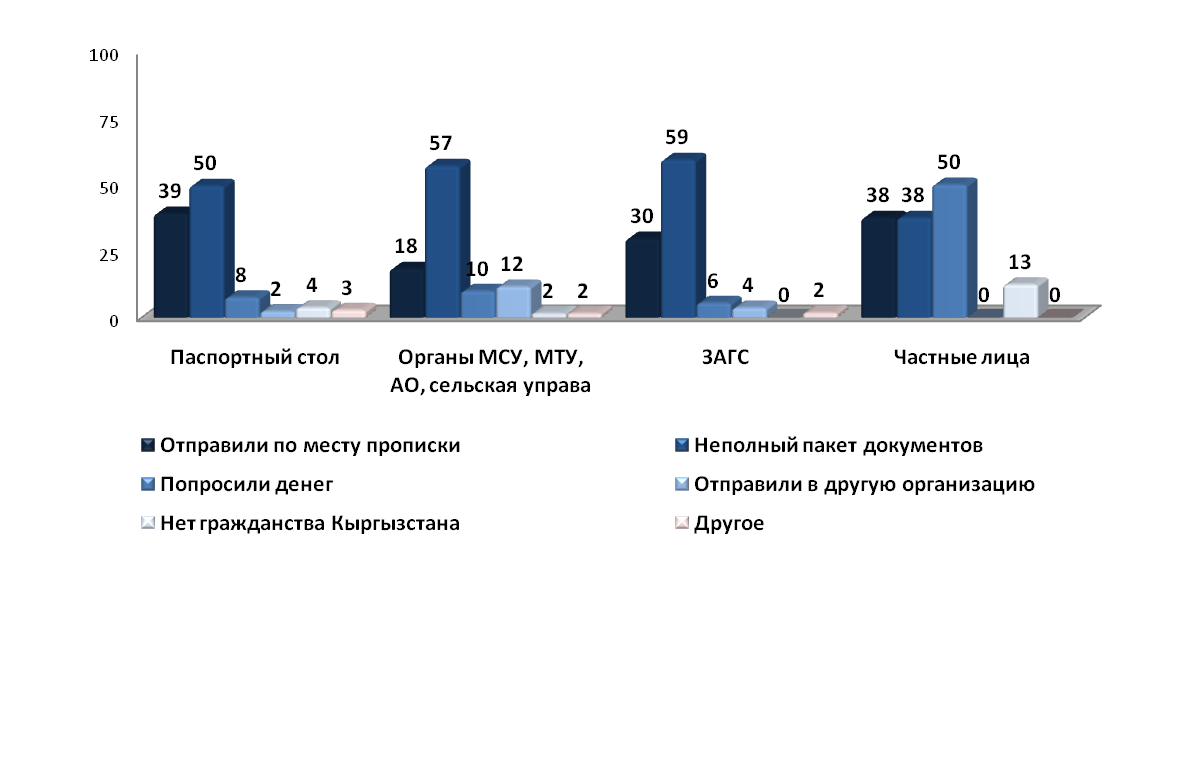 100
75
50
25
0
39
50
8
2
4
3
18
57
10
12
2
2
30
59
6
4
0
2
38
38
50
0
13
0
Паспортный стол
Органы МСУ, МТУ,
АО, сельская управа
ЗАГС
Частные лица
Отправили по месту прописки
Неполный пакет документов
Попросили денег
Отправили в другую организацию
Нет гражданства Кыргызстана
Другое